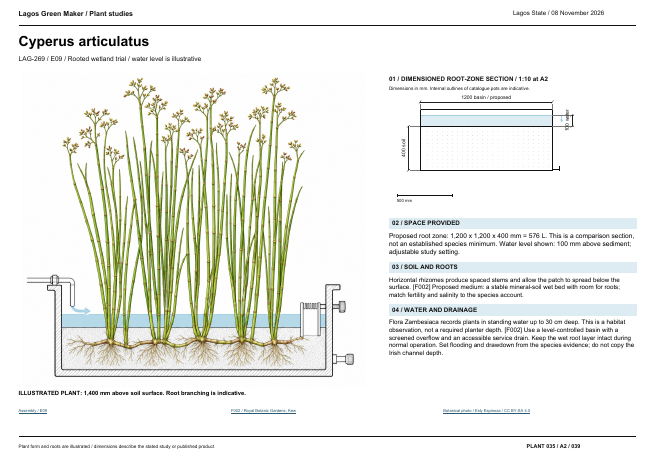 Lagos Green Maker / Plant studies
Lagos State / 08 November 2026
Cyperus articulatus
LAG-269 / E09 / Rooted wetland trial / water level is illustrative
01 / DIMENSIONED ROOT-ZONE SECTION / 1:10 at A2
Dimensions in mm. Internal outlines of catalogue pots are indicative.
1200 basin / proposed
100 water
400 soil
500 mm
02 / SPACE PROVIDED
Proposed root zone: 1,200 x 1,200 x 400 mm = 576 L. This is a comparison section,
not an established species minimum. Water level shown: 100 mm above sediment;
adjustable study setting.
03 / SOIL AND ROOTS
Horizontal rhizomes produce spaced stems and allow the patch to spread below the
surface. [F002] Proposed medium: a stable mineral-soil wet bed with room for roots;
match fertility and salinity to the species account.
04 / WATER AND DRAINAGE
Flora Zambesiaca records plants in standing water up to 30 cm deep. This is a habitat
observation, not a required planter depth. [F002] Use a level-controlled basin with a
screened overflow and an accessible service drain. Keep the wet root layer intact during
normal operation. Set flooding and drawdown from the species evidence; do not copy the
Irish channel depth.
ILLUSTRATED PLANT: 1,400 mm above soil surface. Root branching is indicative.
Assembly / E09
F002 / Royal Botanic Gardens, Kew
Botanical photo / CC BY-SA 4.0
Plant form and roots are illustrated / dimensions describe the stated study or published product
PLANT 035 / A2 / 039